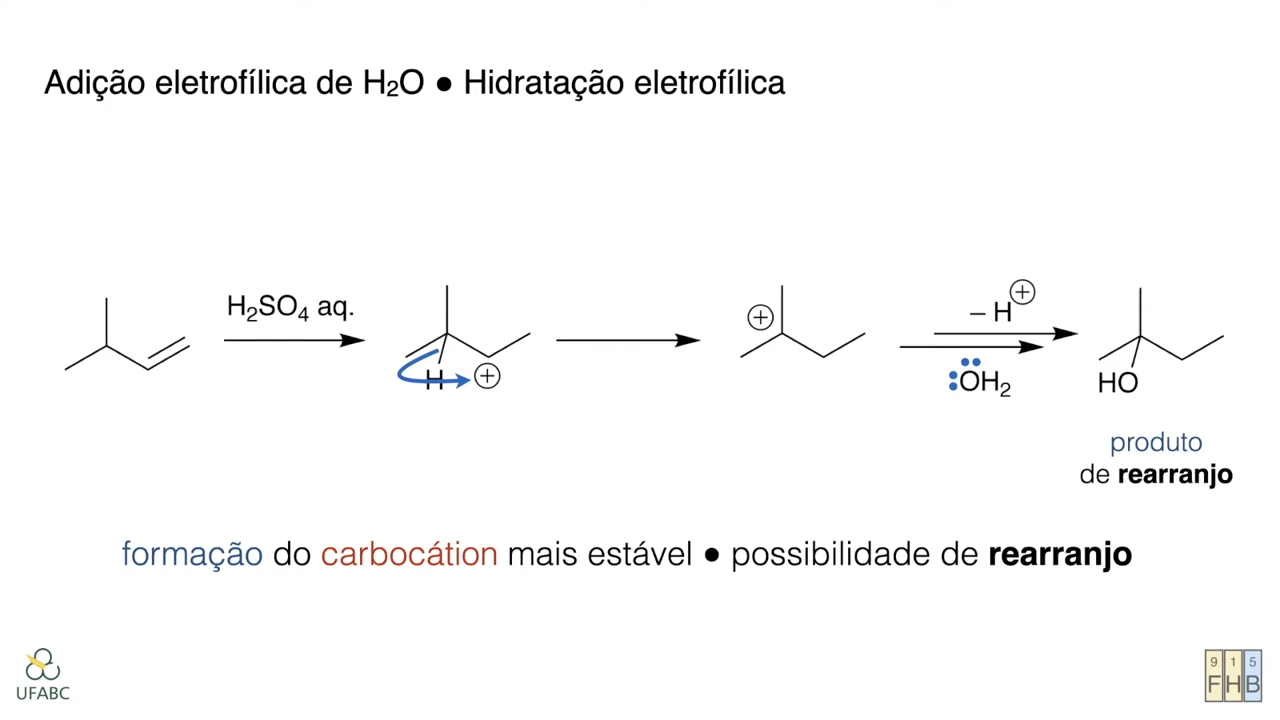 Adição eletrofílica de H₂O ● Hidratação eletrofílica
H₂SO₄ aq.
H
+
+
– H +
:OH₂
HO
produto
de rearranjo
formação do carbocátion mais estável ● possibilidade de rearranjo
UFABC
9 1 5
F H B